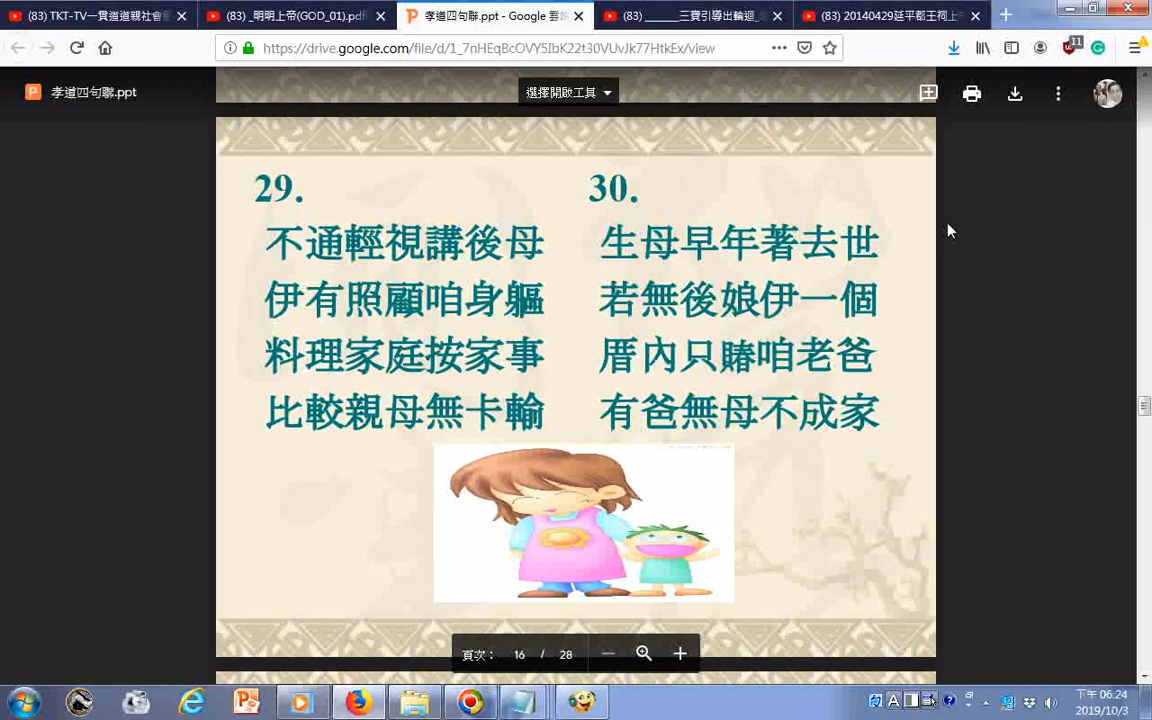 (83) TKT-TV一貫道道親社會服
(83) _明明上帝(GOD_01).pdf
孝道四句聯.ppt - Google 雲端
(83) ______三寶引導出輪迴_
(83) 20140429延平郡王祠上午
https://drive.google.com/file/d/1_7nHEqBcOVY5IbK22t30VUvJk77HtkEx/view
11
孝道四句聯.ppt
選擇開啟工具
29.
不通輕視講後母
伊有照顧咱身軀
料理家庭按家事
比較親母無卡輸
30.
生母早年著去世
若無後娘伊一個
厝內只賰咱老爸
有爸無母不成家
頁次： 16 / 28
A
下午 06:24
2019/10/3